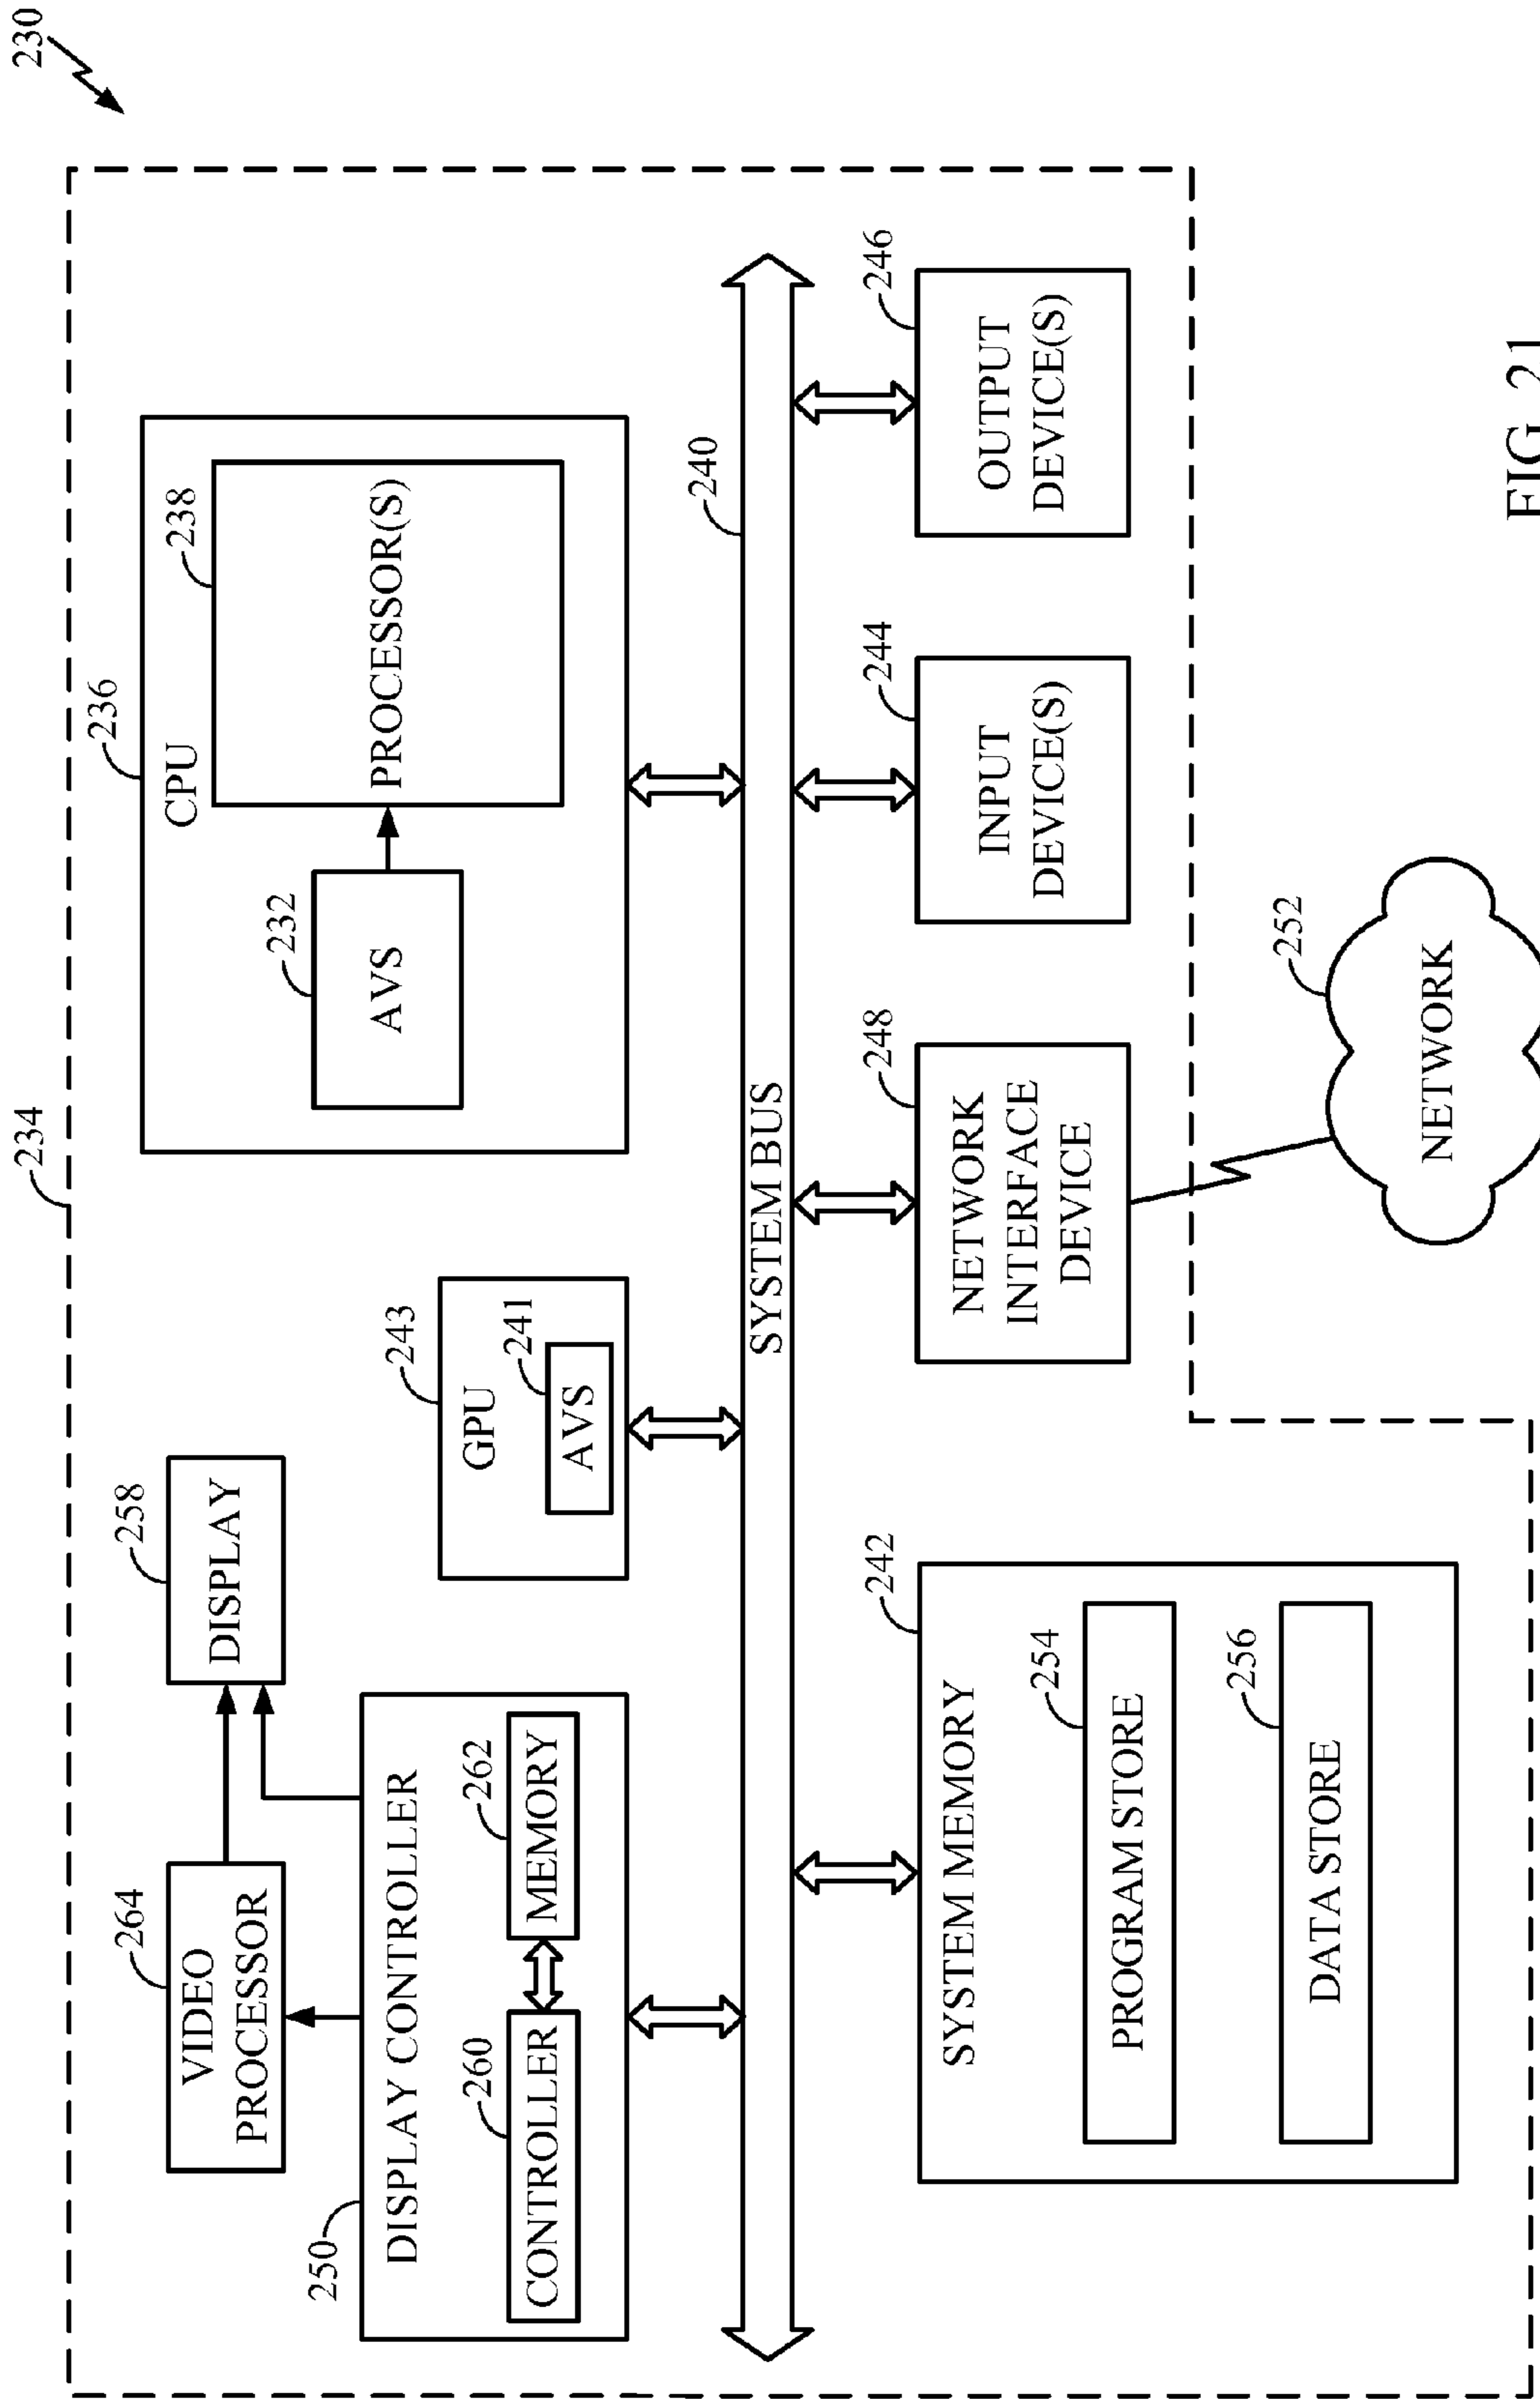 230
234
236
CPU
238
PROCESSOR(S)
232
AVS
264
VIDEO
PROCESSOR
258
DISPLAY
250
DISPLAY CONTROLLER
260
CONTROLLER
262
MEMORY
243
GPU
241
AVS
240
SYSTEM BUS
242
SYSTEM MEMORY
254
PROGRAM STORE
256
DATA STORE
248
NETWORK
INTERFACE
DEVICE
244
INPUT
DEVICE(S)
246
OUTPUT
DEVICE(S)
252
NETWORK
FIG. 21